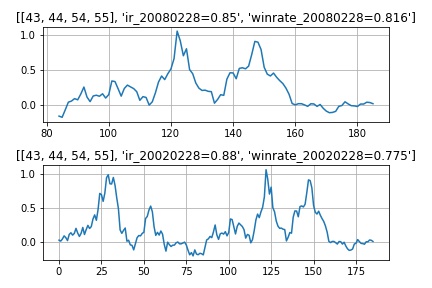 [[43, 44, 54, 55], 'ir_20080228=0.85', 'winrate_20080228=0.816']
1.0
0.5
0.0
80 100 120 140 160 180
[[43, 44, 54, 55], 'ir_20020228=0.88', 'winrate_20020228=0.775']
1.0
0.5
0.0
0 25 50 75 100 125 150 175